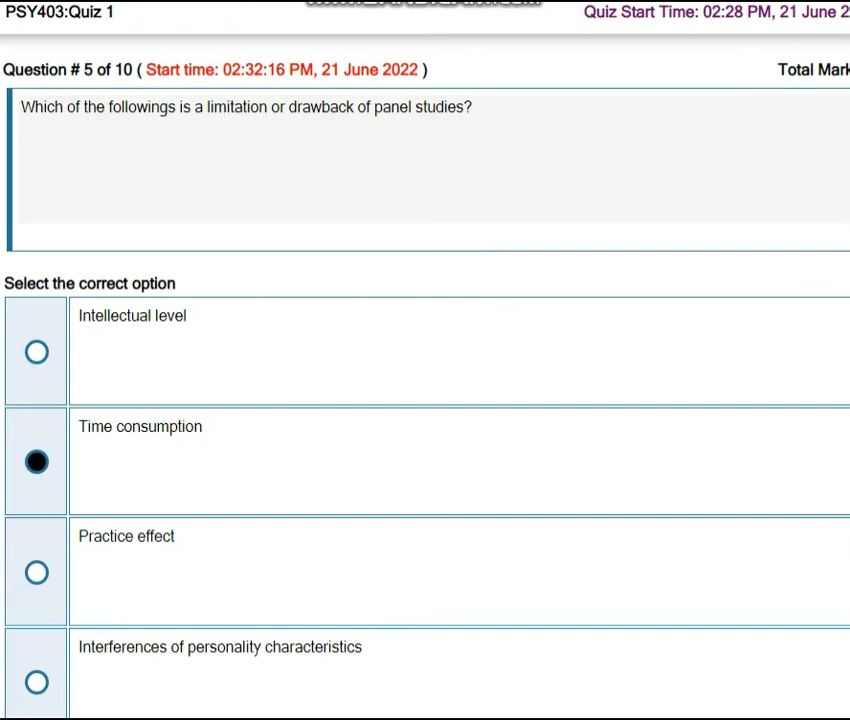 PSY403:Quiz 1
Quiz Start Time: 02:28 PM, 21 June 2
Question # 5 of 10 ( Start time: 02:32:16 PM, 21 June 2022 )
Total Mark
Which of the followings is a limitation or drawback of panel studies?
Select the correct option
Intellectual level
Time consumption
Practice effect
Interferences of personality characteristics